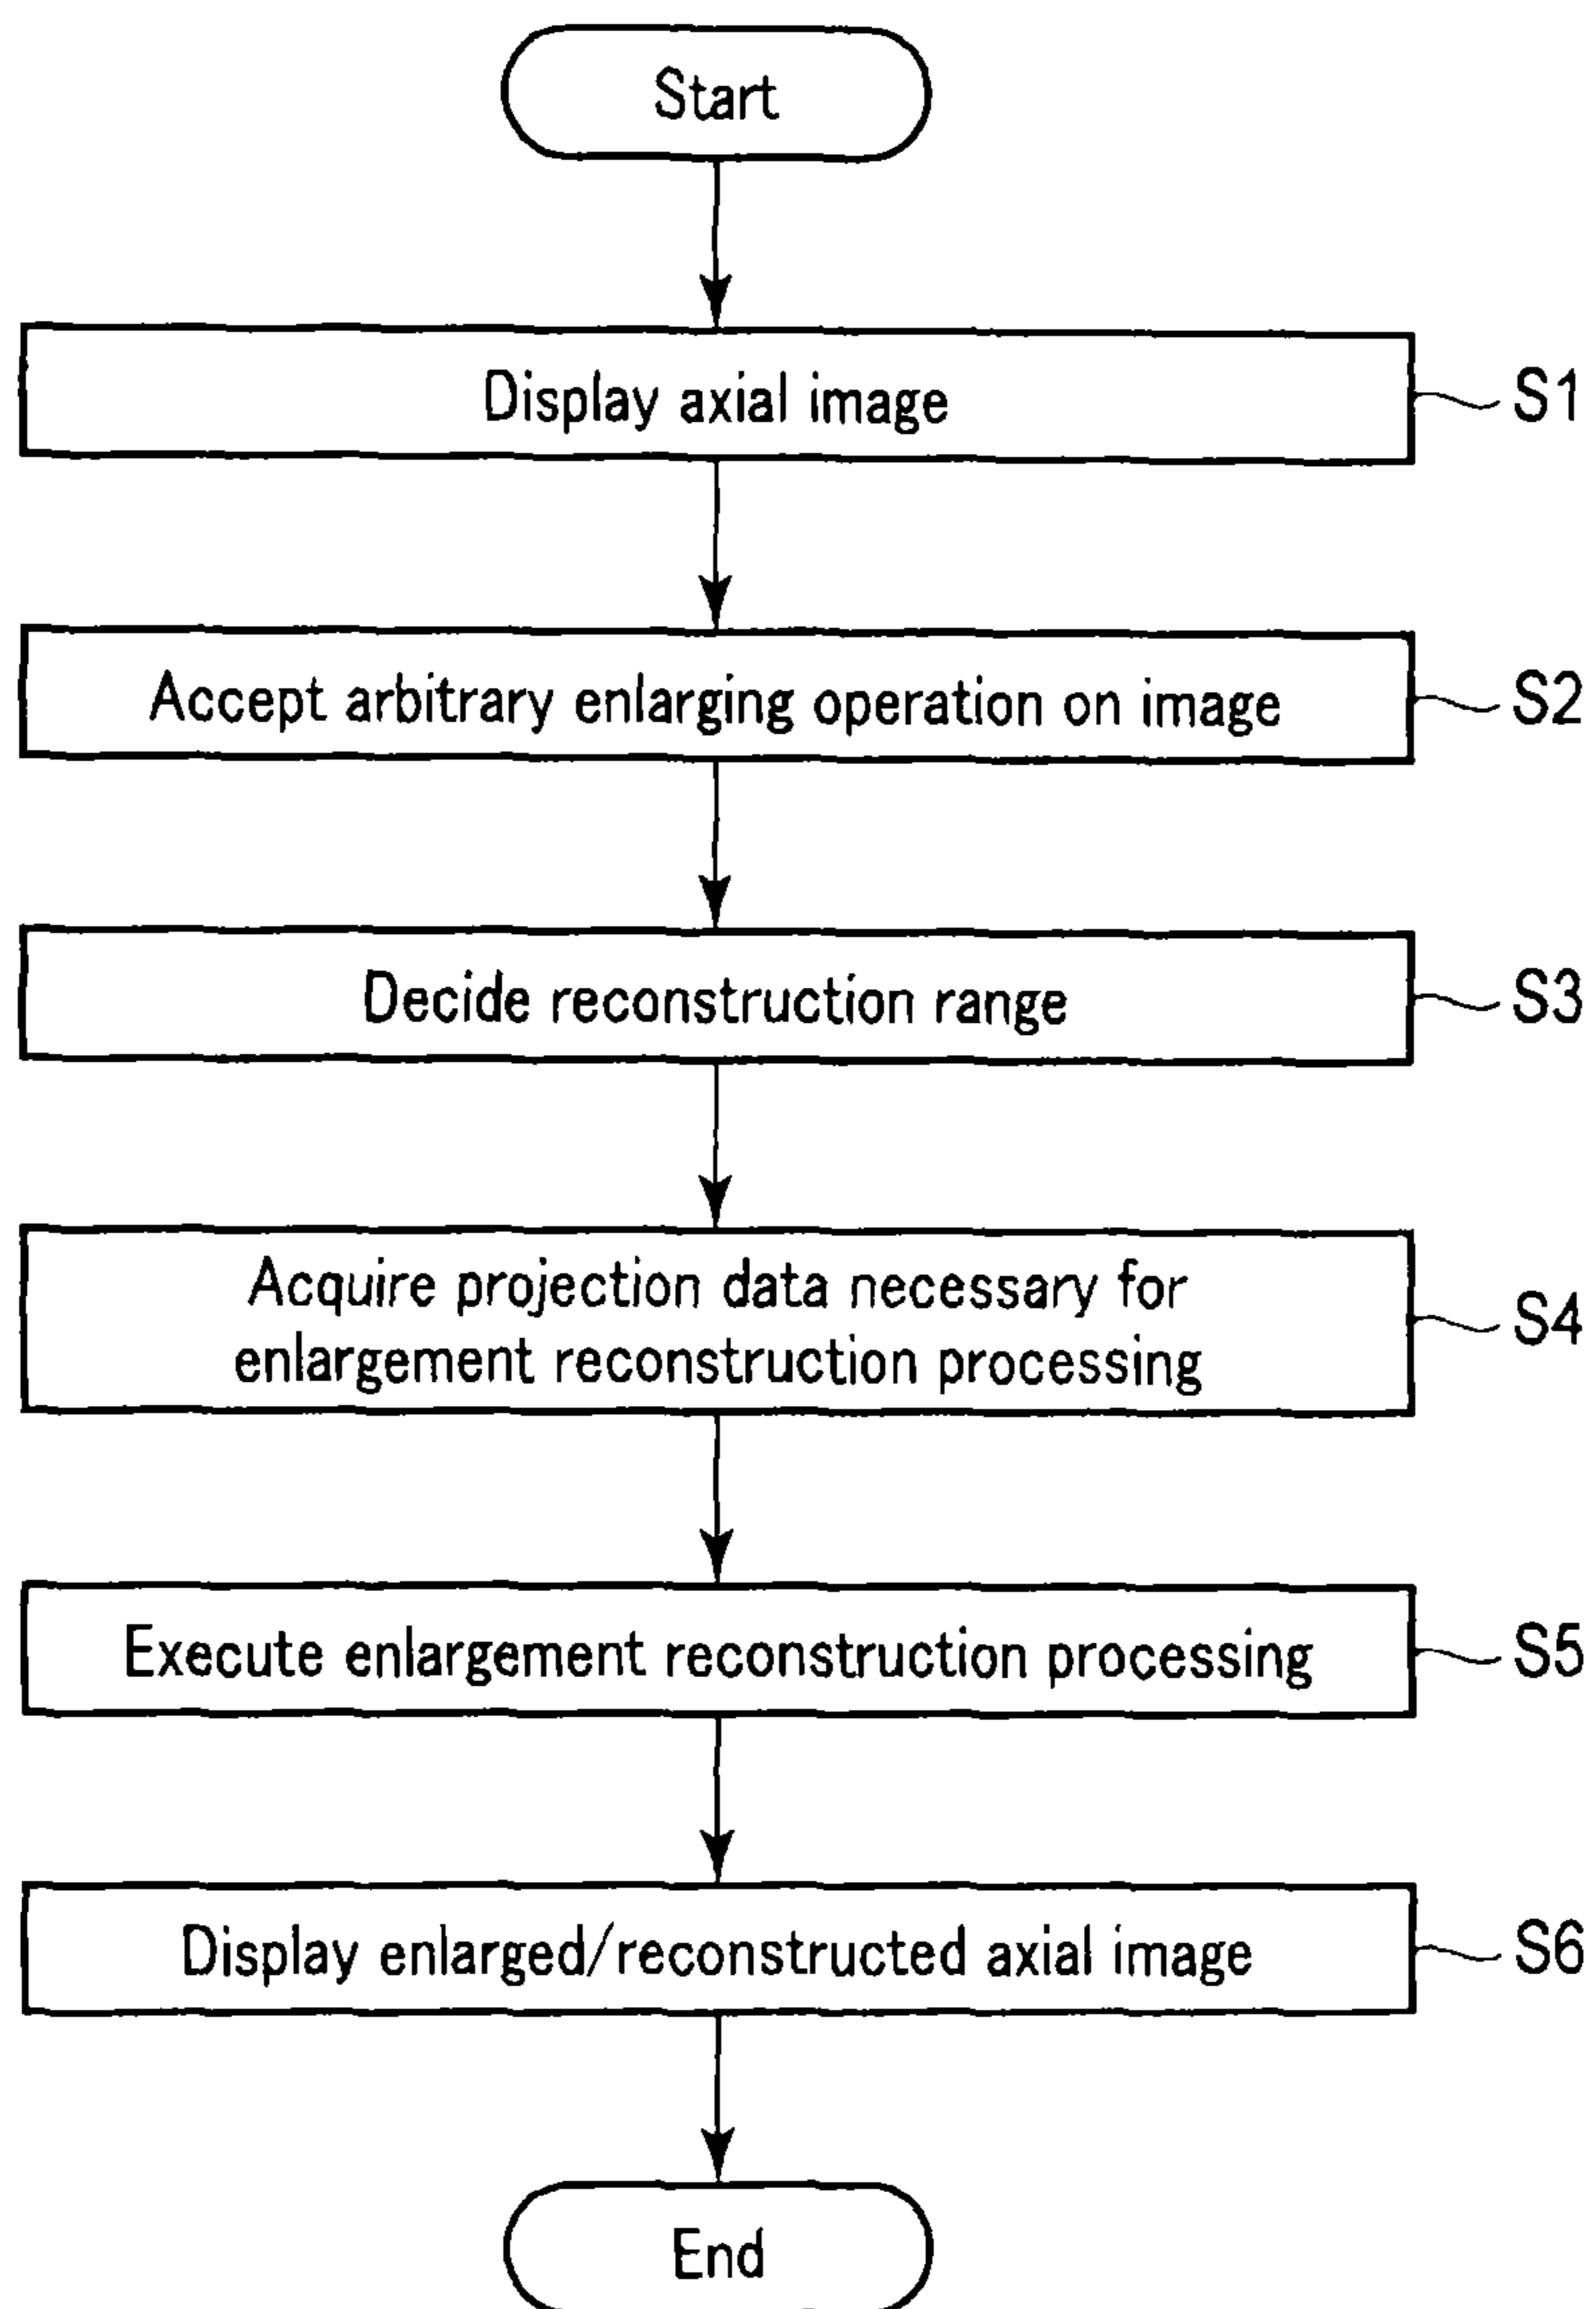 Start
Display axial image
S1
Accept arbitrary enlarging operation on image
S2
Decide reconstruction range
S3
Acquire projection data necessary for
enlargement reconstruction processing
S4
Execute enlargement reconstruction processing
S5
Display enlarged/reconstructed axial image
S6
End